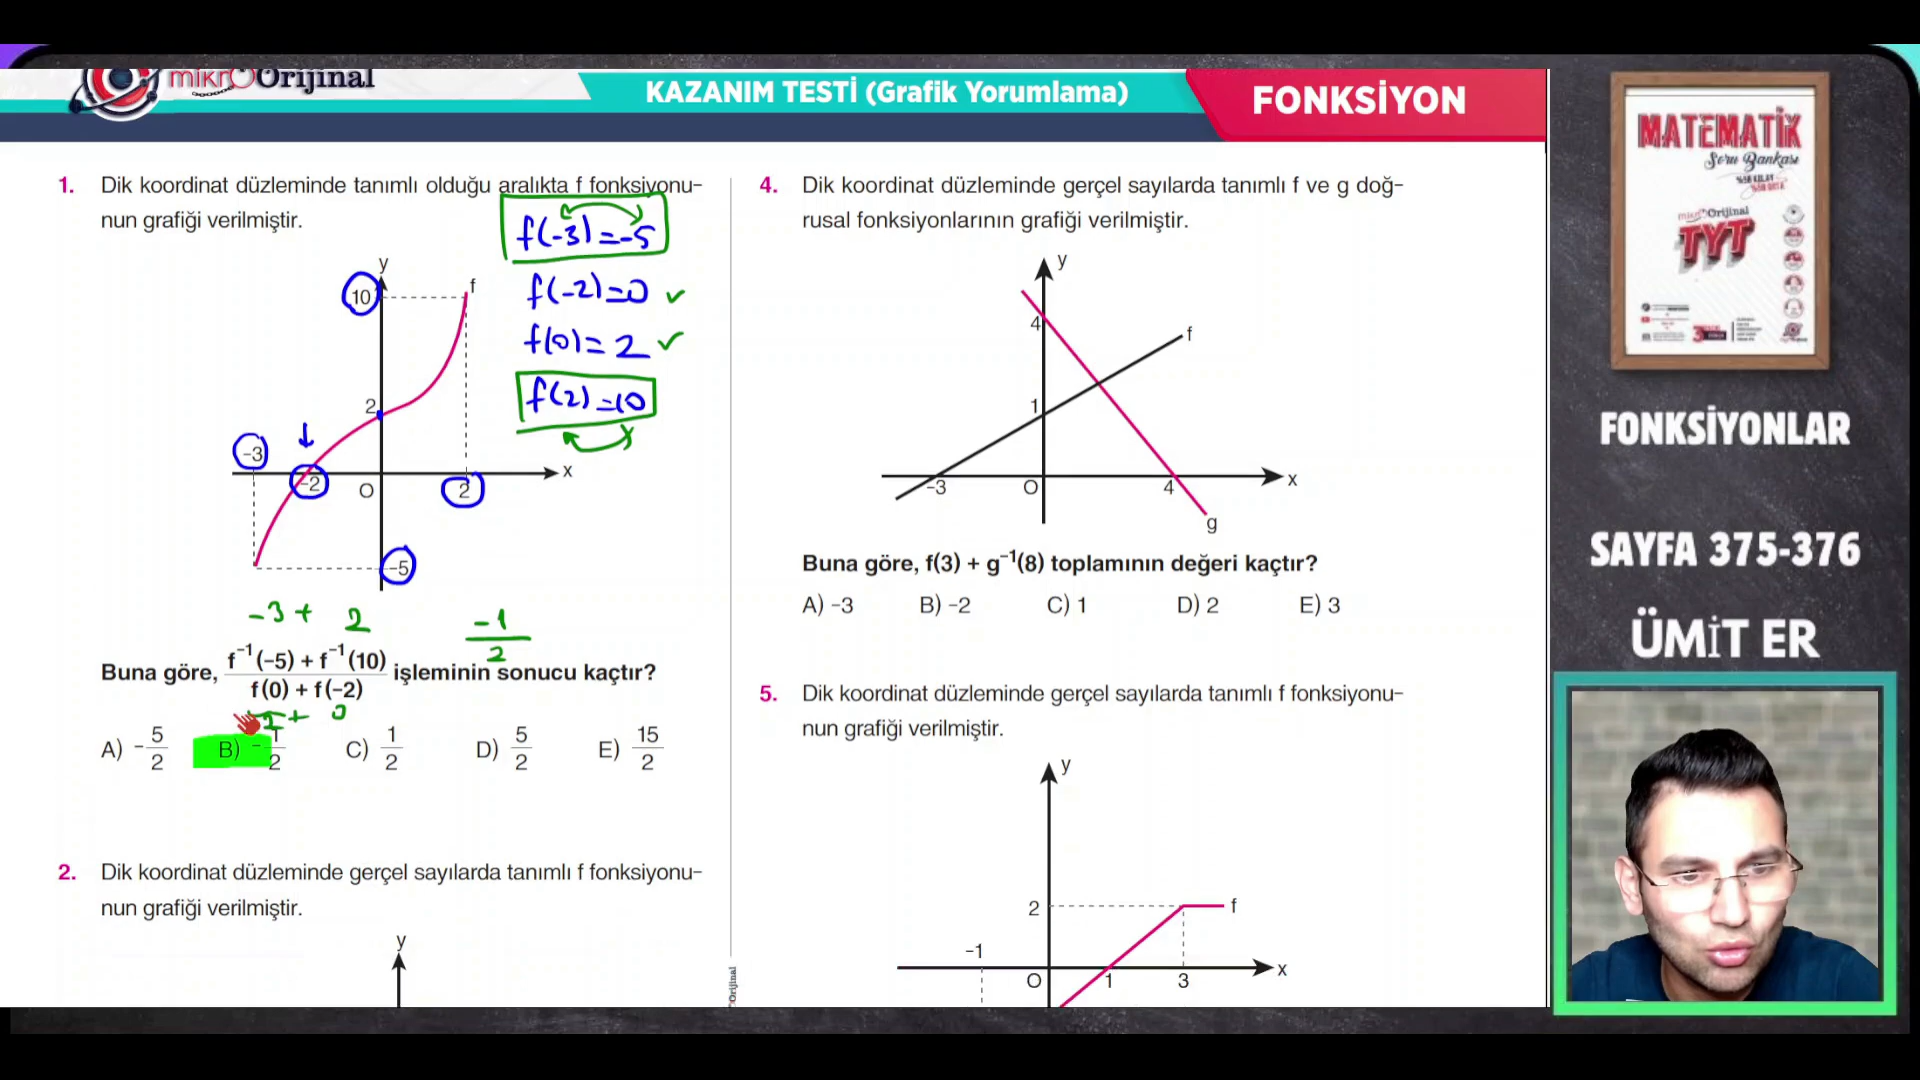 mikro Orijinal
KAZANIM TESTİ (Grafik Yorumlama)
FONKSİYON
1. Dik koordinat düzleminde tanımlı olduğu aralıkta f fonksiyonu-
nun grafiği verilmiştir.
f(-3)=-5
f(-2)=0 ✓
f(0)=2 ✓
f(2)=10
y
10
f
2
-3
-2
O
2
x
-5
-3 + 2
-1/2
Buna göre, (f⁻¹(–5) + f⁻¹(10)) / (f(0) + f(–2)) işleminin sonucu kaçtır?
2 + 0
A) -5/2 B) -1/2 C) 1/2 D) 5/2 E) 15/2
2. Dik koordinat düzleminde gerçel sayılarda tanımlı f fonksiyonu-
nun grafiği verilmiştir.
y
Orijinal
4. Dik koordinat düzleminde gerçel sayılarda tanımlı f ve g doğ-
rusal fonksiyonlarının grafiği verilmiştir.
y
4
f
1
-3
O
4
x
g
Buna göre, f(3) + g⁻¹(8) toplamının değeri kaçtır?
A) –3 B) –2 C) 1 D) 2 E) 3
5. Dik koordinat düzleminde gerçel sayılarda tanımlı f fonksiyonu-
nun grafiği verilmiştir.
y
2
f
-1
O
1
3
x
MATEMATİK
Soru Bankası
mikro Orijinal
TYT
FONKSİYONLAR
SAYFA 375-376
ÜMİT ER